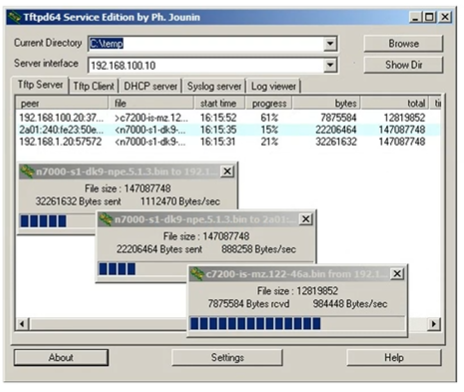 Tftpd64 Service Edition by Ph. Jounin
Current Directory C:\temp Browse
Server interface 192.168.100.10 Show Dir
Tftp Server Tftp Client DHCP server Syslog server Log viewer
peer file start time progress bytes total
192.168.100.20:37... >c7200-is-mz.12... 16:15:52 61% 7875584 12819852
2a01:240:fe23:50e... <n7000-s1-dk9-... 16:15:35 15% 22206464 147087748
192.168.1.20:57572 <n7000-s1-dk9-... 16:15:31 21% 32261632 147087748
n7000-s1-dk9-npe.5.1.3.bin to 192.1...
File size : 147087748
32261632 Bytes sent 1112470 Bytes/sec
n7000-s1-dk9-npe.5.1.3.bin to 2a01:...
File size : 147087748
22206464 Bytes sent 888258 Bytes/sec
c7200-is-mz.122-46a.bin from 192.1...
File size : 12819852
7875584 Bytes rcvd 984448 Bytes/sec
About Settings Help